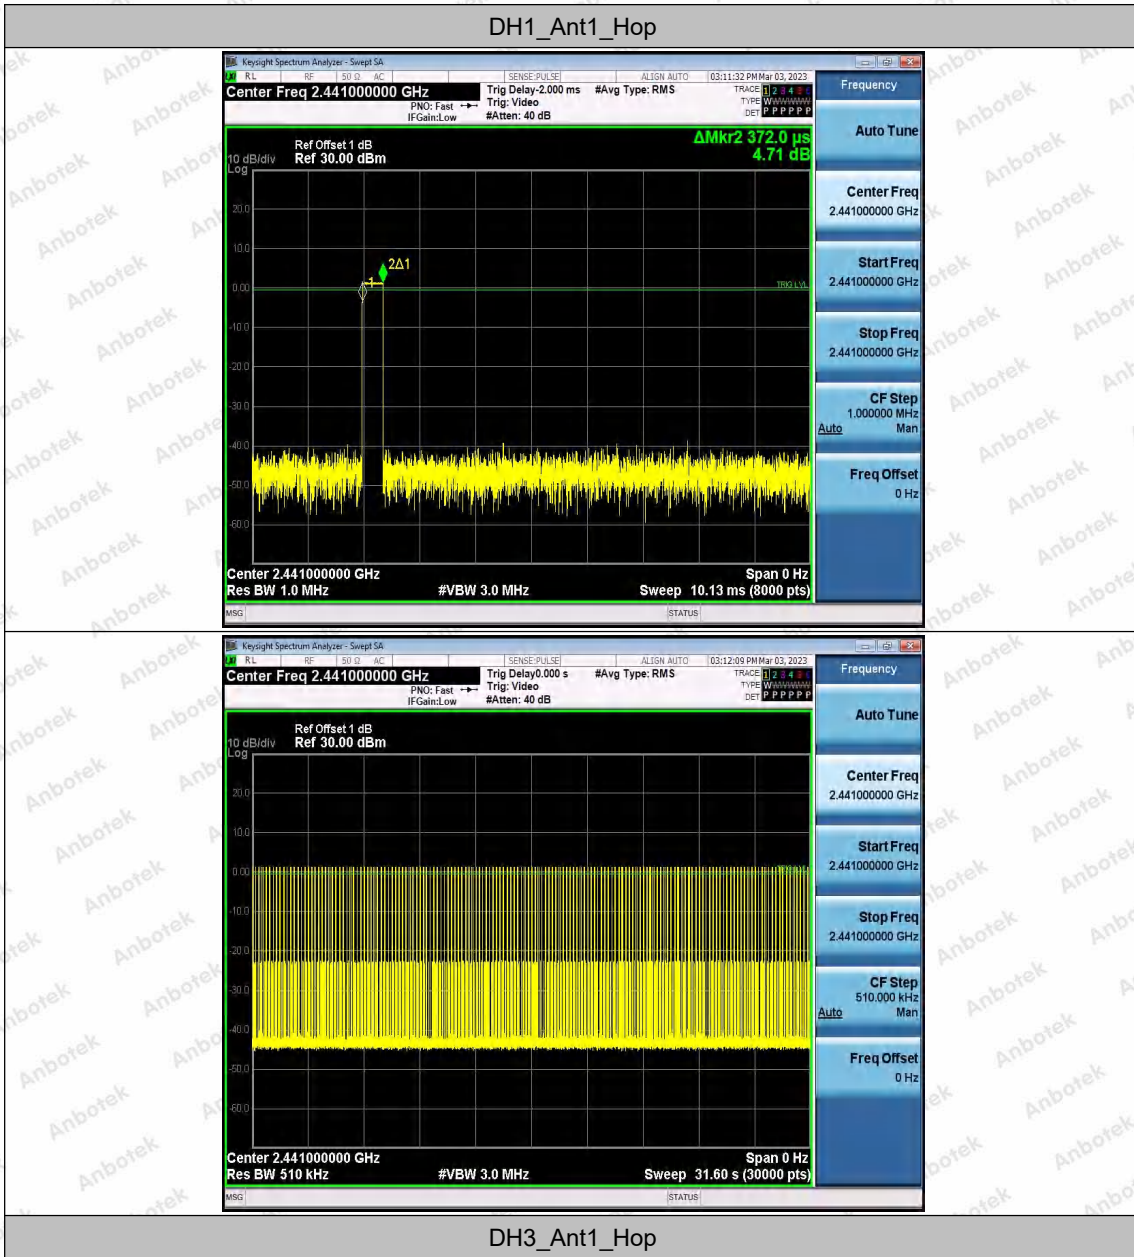 DH1_Ant1_Hop
Keysight Spectrum Analyzer - Swept SA
RL RF 50 Ω AC SENSE:PULSE ALIGN AUTO 03:11:32 PM Mar 03, 2023
Center Freq 2.441000000 GHz
PNO: Fast
IFGain:Low
Trig Delay-2.000 ms
Trig: Video
#Atten: 40 dB
#Avg Type: RMS
TRACE 1 2 3 4 5 6
TYPE WWWWWW
DET P P P P P P
ΔMkr2 372.0 µs
4.71 dB
Ref Offset 1 dB
10 dB/div Ref 30.00 dBm
Log
20.0
10.0
2Δ1
1
0.00
TRIG LVL
-10.0
-20.0
-30.0
-40.0
-50.0
-60.0
Center 2.441000000 GHz Span 0 Hz
Res BW 1.0 MHz #VBW 3.0 MHz Sweep 10.13 ms (8000 pts)
MSG STATUS
Frequency
Auto Tune
Center Freq
2.441000000 GHz
Start Freq
2.441000000 GHz
Stop Freq
2.441000000 GHz
CF Step
1.000000 MHz
Auto Man
Freq Offset
0 Hz
Keysight Spectrum Analyzer - Swept SA
RL RF 50 Ω AC SENSE:PULSE ALIGN AUTO 03:12:09 PM Mar 03, 2023
Center Freq 2.441000000 GHz
PNO: Fast
IFGain:Low
Trig Delay0.000 s
Trig: Video
#Atten: 40 dB
#Avg Type: RMS
TRACE 1 2 3 4 5 6
TYPE WWWWWW
DET P P P P P P
Ref Offset 1 dB
10 dB/div Ref 30.00 dBm
Log
20.0
10.0
0.00
-10.0
-20.0
-30.0
-40.0
-50.0
-60.0
Center 2.441000000 GHz Span 0 Hz
Res BW 510 kHz #VBW 3.0 MHz Sweep 31.60 s (30000 pts)
MSG STATUS
Frequency
Auto Tune
Center Freq
2.441000000 GHz
Start Freq
2.441000000 GHz
Stop Freq
2.441000000 GHz
CF Step
510.000 kHz
Auto Man
Freq Offset
0 Hz
DH3_Ant1_Hop
Anbotek